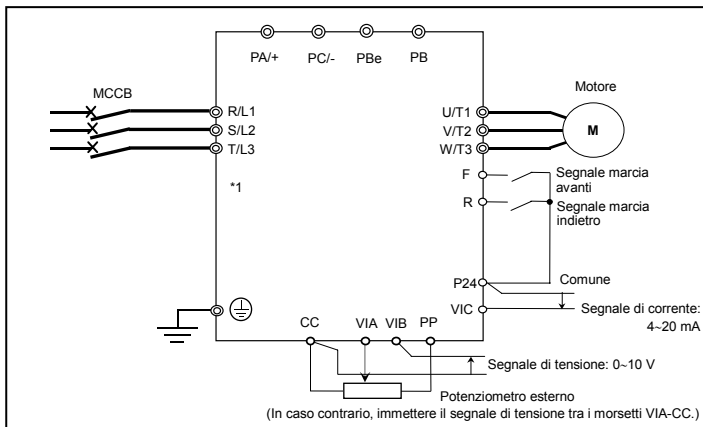 PA/+ PC/- PBe PB
MCCB
Motore
R/L1
S/L2
T/L3
U/T1
V/T2
W/T3
M
*1
F
Segnale marcia
avanti
R
Segnale marcia
indietro
P24
Comune
VIC
Segnale di corrente:
4~20 mA
CC VIA VIB PP
Segnale di tensione: 0~10 V
Potenziometro esterno
(In caso contrario, immettere il segnale di tensione tra i morsetti VIA-CC.)